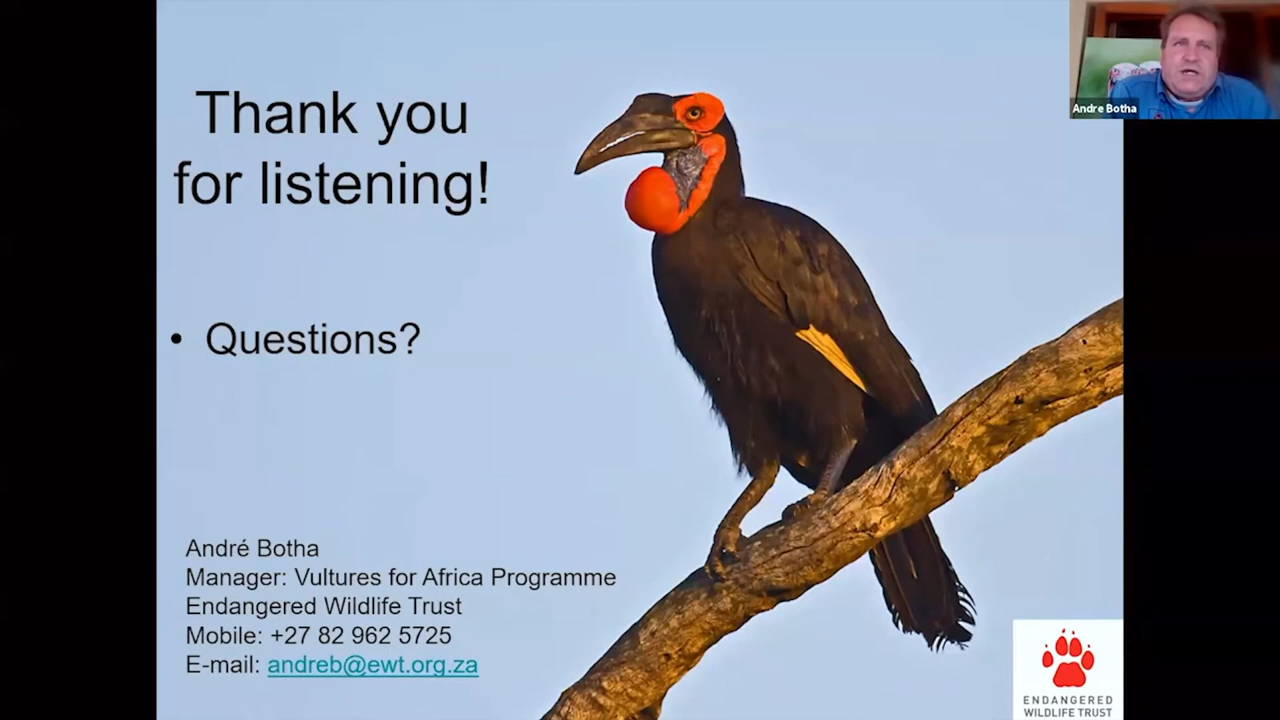 Thank you
for listening!
• Questions?
André Botha
Manager: Vultures for Africa Programme
Endangered Wildlife Trust
Mobile: +27 82 962 5725
E-mail: andreb@ewt.org.za
Andre Botha
ENDANGERED
WILDLIFE TRUST